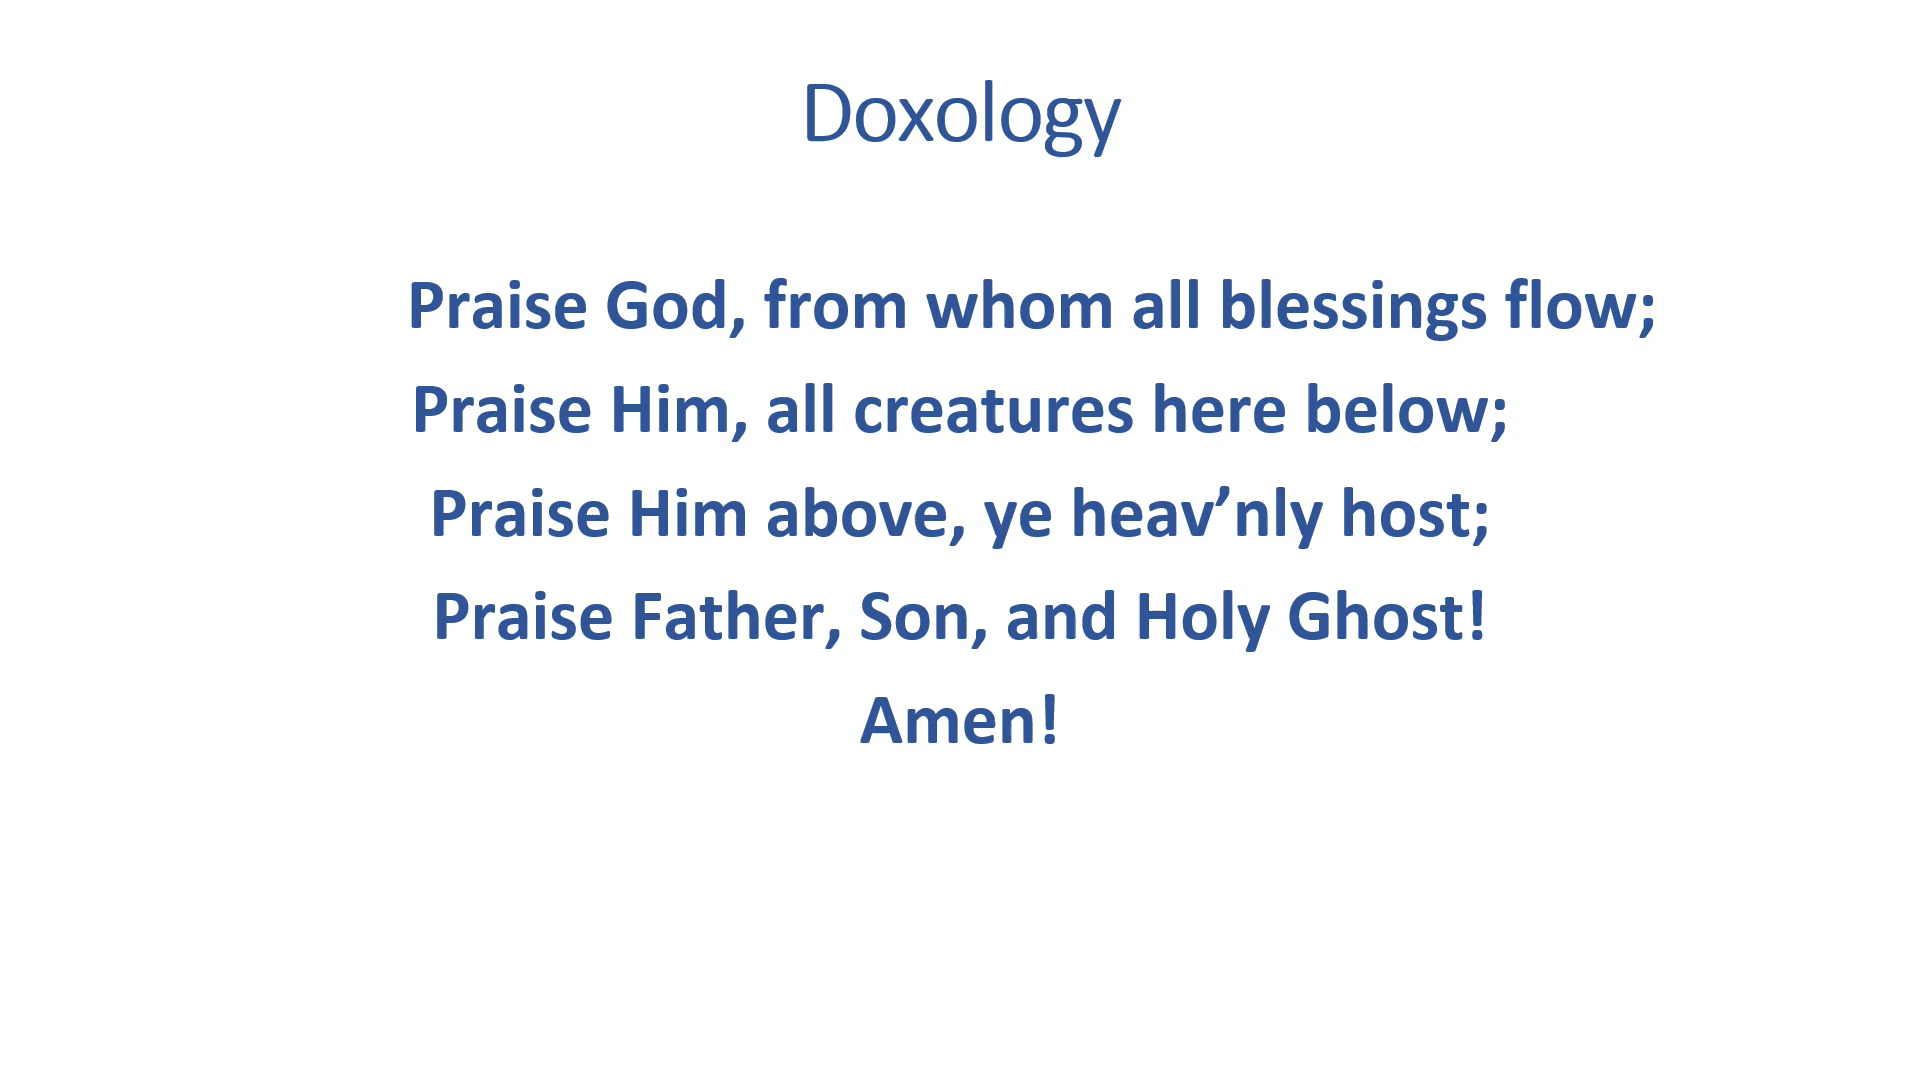 Doxology
Praise God, from whom all blessings flow;
Praise Him, all creatures here below;
Praise Him above, ye heav’nly host;
Praise Father, Son, and Holy Ghost!
Amen!